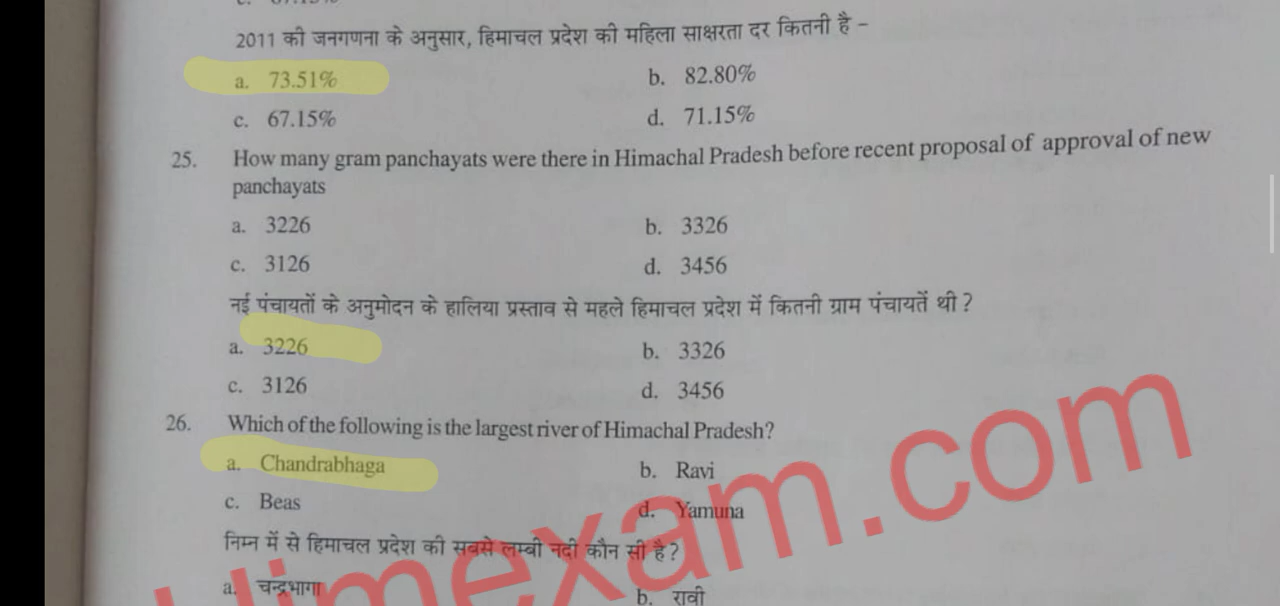 2011 की जनगणना के अनुसार, हिमाचल प्रदेश की महिला साक्षरता दर कितनी है –
a. 73.51% b. 82.80%
c. 67.15% d. 71.15%
25. How many gram panchayats were there in Himachal Pradesh before recent proposal of approval of new
panchayats
a. 3226 b. 3326
c. 3126 d. 3456
नई पंचायतों के अनुमोदन के हालिया प्रस्ताव से महले हिमाचल प्रदेश में कितनी ग्राम पंचायतें थी ?
a. 3226 b. 3326
c. 3126 d. 3456
26. Which of the following is the largest river of Himachal Pradesh?
a. Chandrabhaga b. Ravi
c. Beas d. Yamuna
निम्न में से हिमाचल प्रदेश की सबसे लम्बी नदी कौन सी है ?
a. चन्द्रभागा b. रावी
Himexam.com